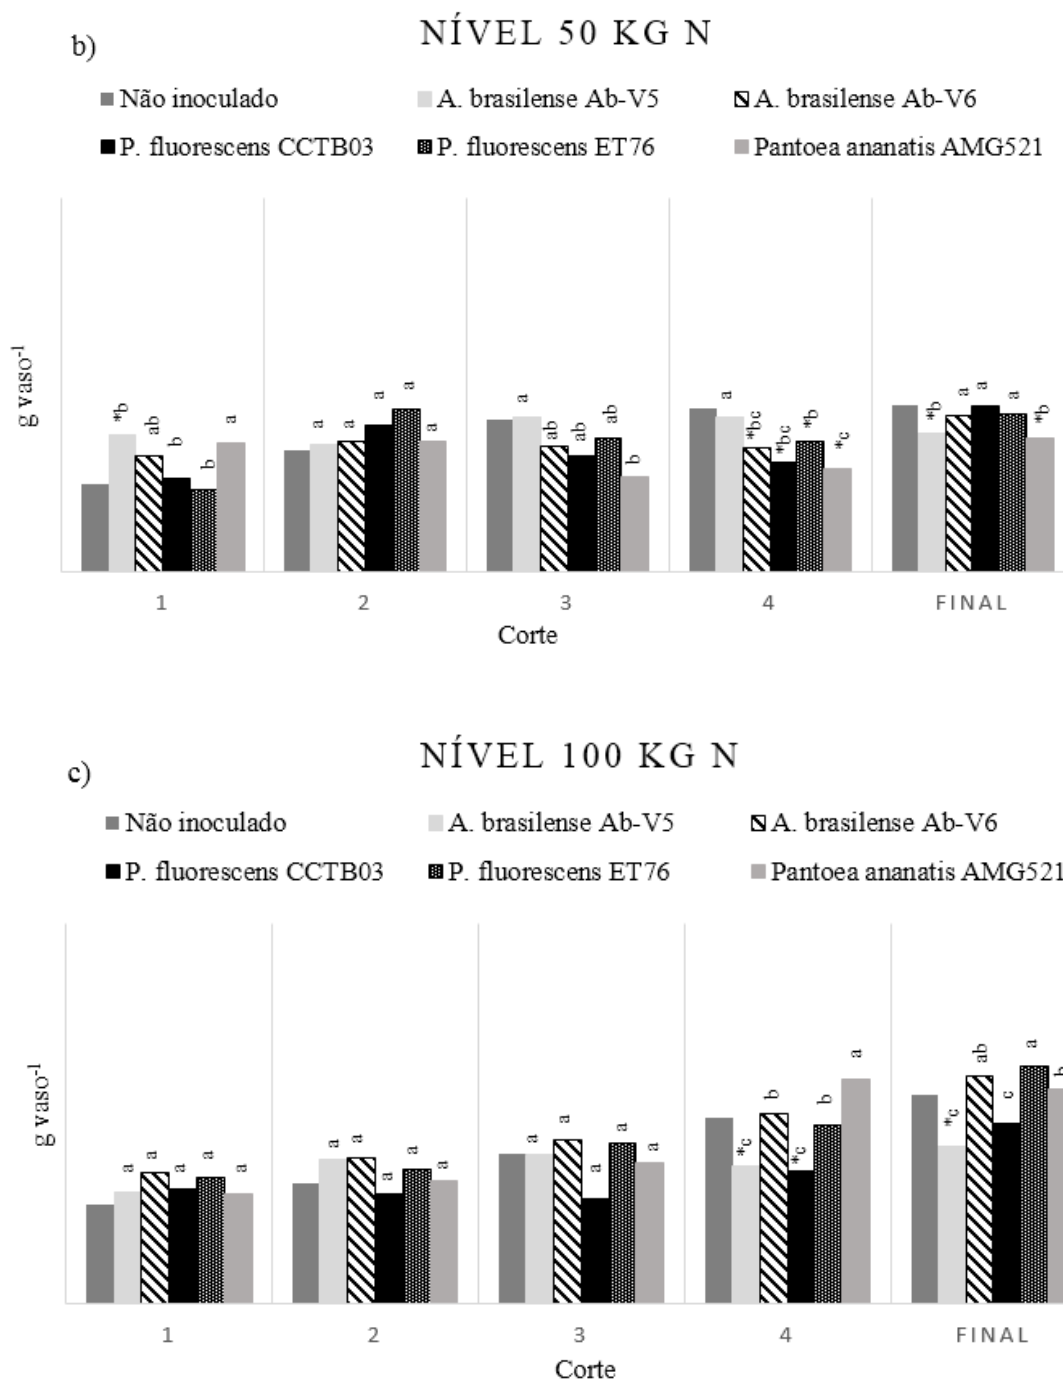 b)
NÍVEL 50 KG N
Não inoculado A. brasilense Ab-V5 A. brasilense Ab-V6
P. fluorescens CCTB03 P. fluorescens ET76 Pantoea ananatis AMG521
g vaso⁻¹
*b ab b b a
a a a a a
a ab ab ab b
a *bc *bc *b *c
*b a a a *b
1 2 3 4 FINAL
Corte
c)
NÍVEL 100 KG N
Não inoculado A. brasilense Ab-V5 A. brasilense Ab-V6
P. fluorescens CCTB03 P. fluorescens ET76 Pantoea ananatis AMG521
g vaso⁻¹
a a a a a
a a a a a
a a a a a
*c b *c b a
*c ab c a b
1 2 3 4 FINAL
Corte